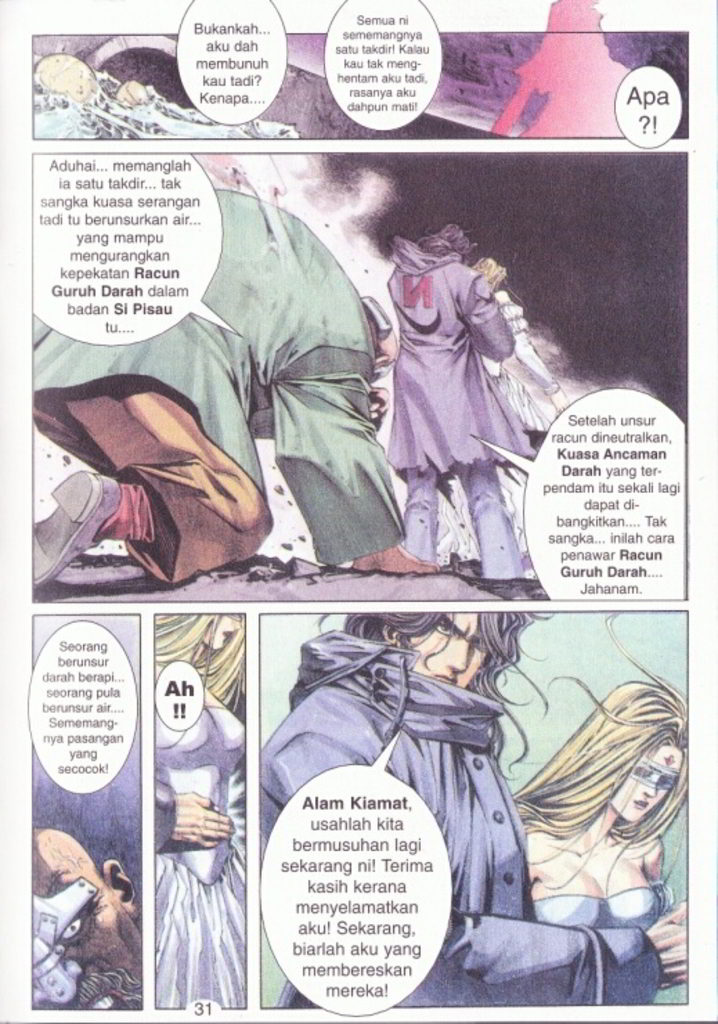 Bukankah...
aku dah
membunuh
kau tadi?
Kenapa....
Semua ni
sememangnya
satu takdir! Kalau
kau tak meng-
hentam aku tadi,
rasanya aku
dahpun mati!
Apa
?!
Aduhai... memanglah
ia satu takdir... tak
sangka kuasa serangan
tadi tu berunsurkan air...
yang mampu
mengurangkan
kepekatan Racun
Guruh Darah dalam
badan Si Pisau
tu....
Setelah unsur
racun dineutralkan,
Kuasa Ancaman
Darah yang ter-
pendam itu sekali lagi
dapat di-
bangkitkan.... Tak
sangka... inilah cara
penawar Racun
Guruh Darah....
Jahanam.
Seorang
berunsur
darah berapi...
seorang pula
berunsur air....
Sememang-
nya pasangan
yang
secocok!
Ah
!!
Alam Kiamat,
usahlah kita
bermusuhan lagi
sekarang ni! Terima
kasih kerana
menyelamatkan
aku! Sekarang,
biarlah aku yang
membereskan
mereka!
31